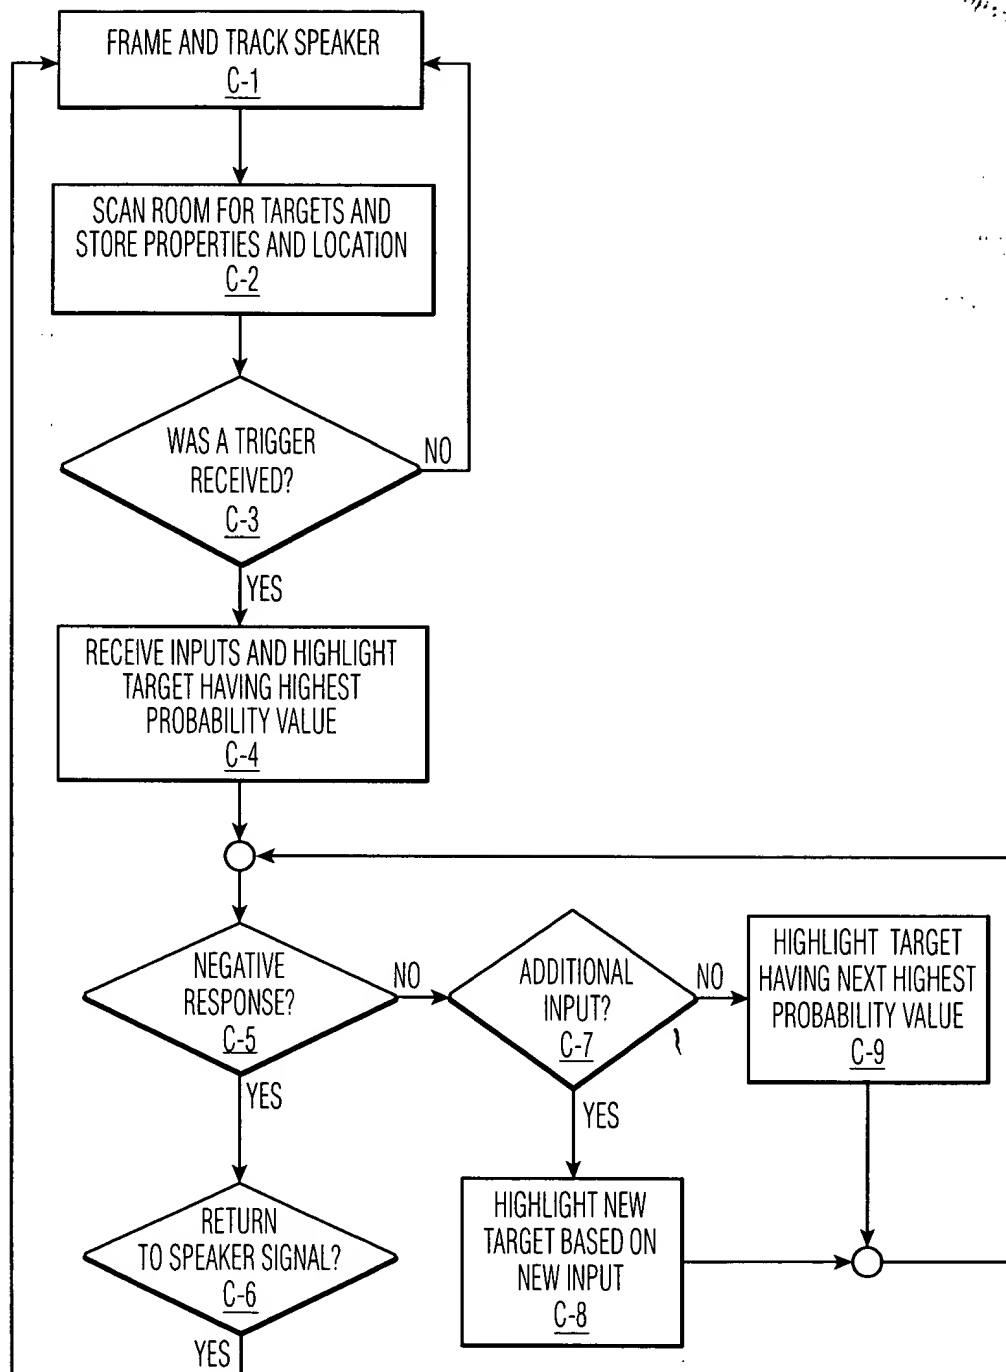 FRAME AND TRACK SPEAKER
C-1
SCAN ROOM FOR TARGETS AND
STORE PROPERTIES AND LOCATION
C-2
WAS A TRIGGER
RECEIVED?
C-3
NO
YES
RECEIVE INPUTS AND HIGHLIGHT
TARGET HAVING HIGHEST
PROBABILITY VALUE
C-4
NEGATIVE
RESPONSE?
C-5
NO
YES
ADDITIONAL
INPUT?
C-7
NO
YES
HIGHLIGHT TARGET
HAVING NEXT HIGHEST
PROBABILITY VALUE
C-9
RETURN
TO SPEAKER SIGNAL?
C-6
YES
HIGHLIGHT NEW
TARGET BASED ON
NEW INPUT
C-8